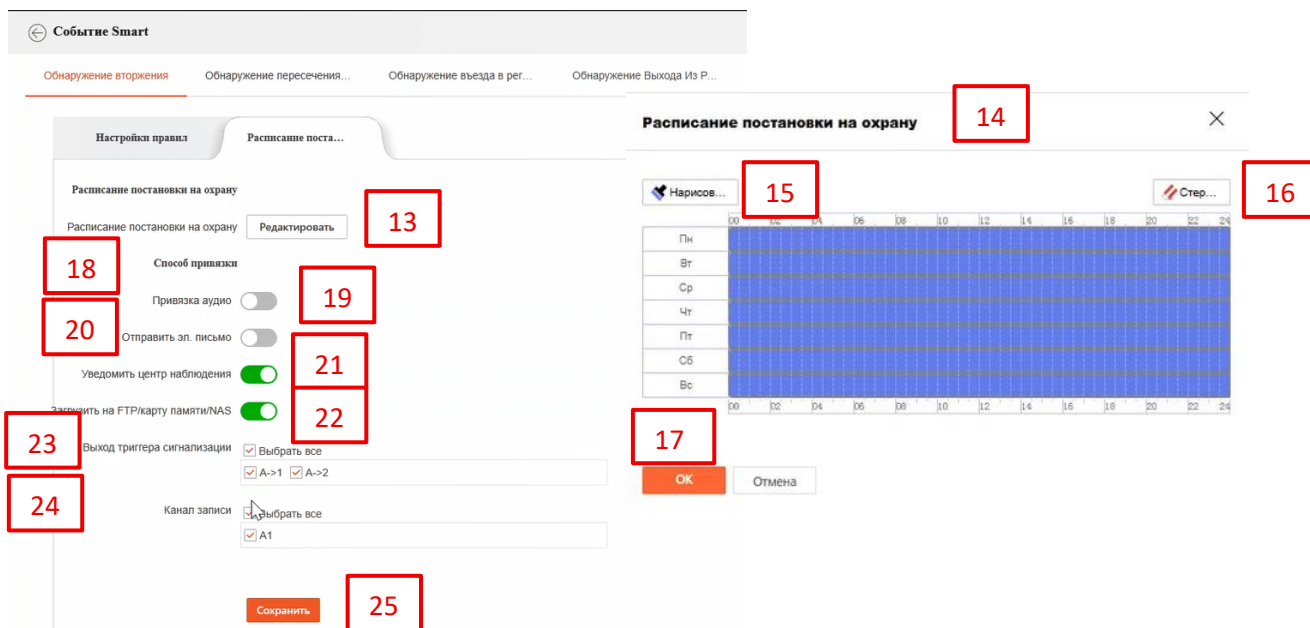 Событие Smart
Обнаружение вторжения Обнаружение пересечения... Обнаружение въезда в рег... Обнаружение Выхода Из Р...
Настройки правил Расписание поста...
Расписание постановки на охрану
Расписание постановки на охрану Редактировать 13
18 Способ привязки
Привязка аудио 19
20 Отправить эл. письмо
Уведомить центр наблюдения 21
Загрузить на FTP/карту памяти/NAS 22
23 Выход триггера сигнализации Выбрать все
A->1 A->2
24 Канал записи Выбрать все
A1
Сохранить 25
Расписание постановки на охрану 14
Нарисов... 15 Стер... 16
00 02 04 06 08 10 12 14 16 18 20 22 24
Пн
Вт
Ср
Чт
Пт
Сб
Вс
00 02 04 06 08 10 12 14 16 18 20 22 24
17
OK Отмена